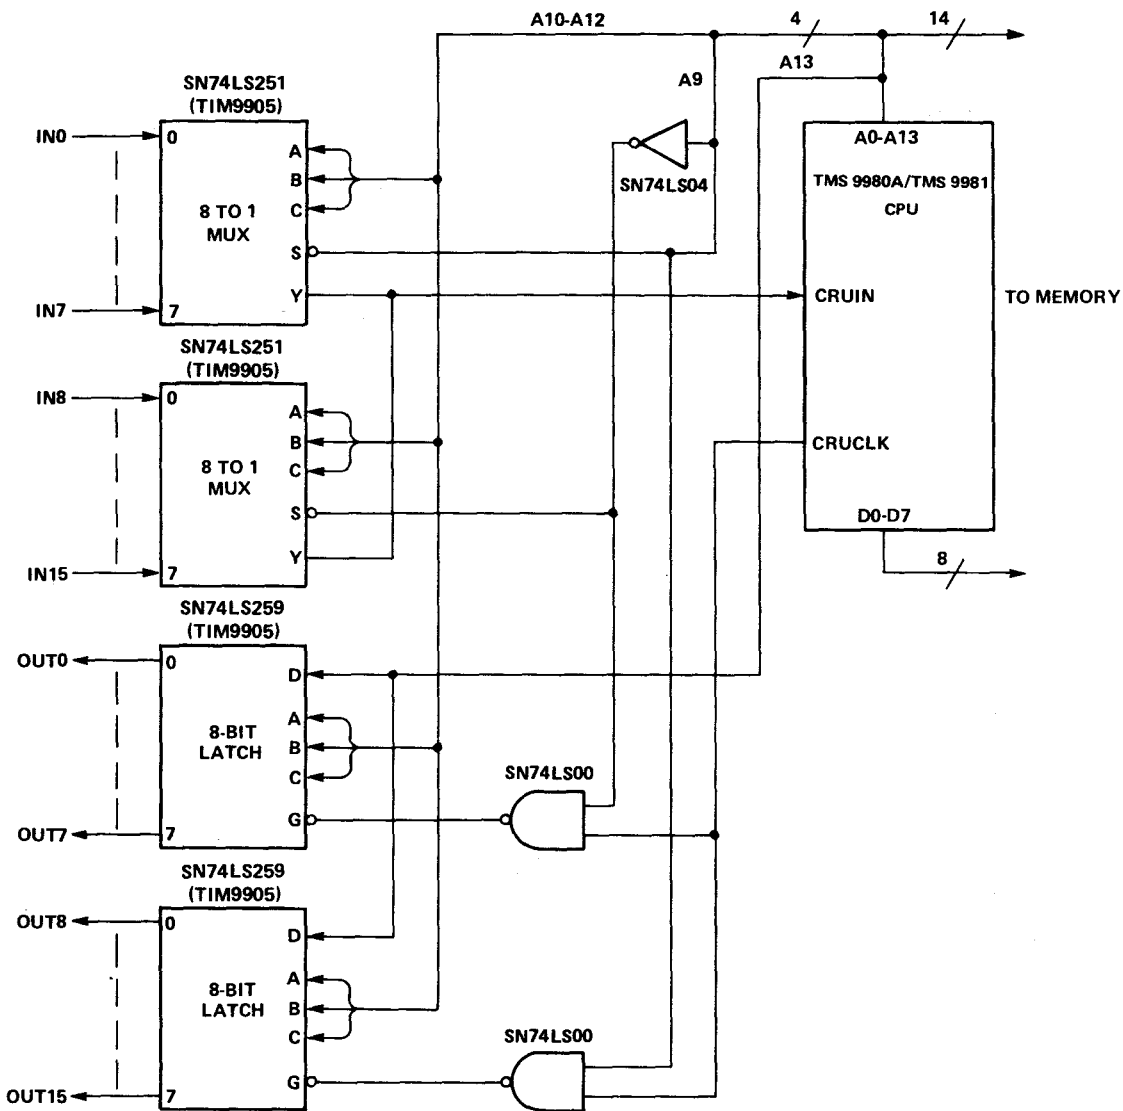 A10-A12
4
14
A13
A9
SN74LS251
(TIM9905)
IN0
0
A
B
C
8 TO 1
MUX
S
Y
IN7
7
SN74LS04
A0-A13
TMS 9980A/TMS 9981
CPU
CRUIN
TO MEMORY
CRUCLK
D0-D7
8
SN74LS251
(TIM9905)
IN8
0
A
B
C
8 TO 1
MUX
S
Y
IN15
7
SN74LS259
(TIM9905)
OUT0
0
D
A
8-BIT
LATCH
B
C
SN74LS00
G
OUT7
7
SN74LS259
(TIM9905)
OUT8
0
D
A
8-BIT
LATCH
B
C
SN74LS00
G
OUT15
7